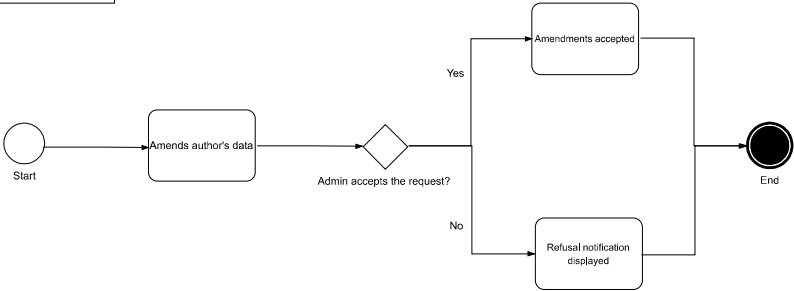 Amendments accepted
Yes
Amends author's data
Start
Admin accepts the request?
End
No
Refusal notification
displayed